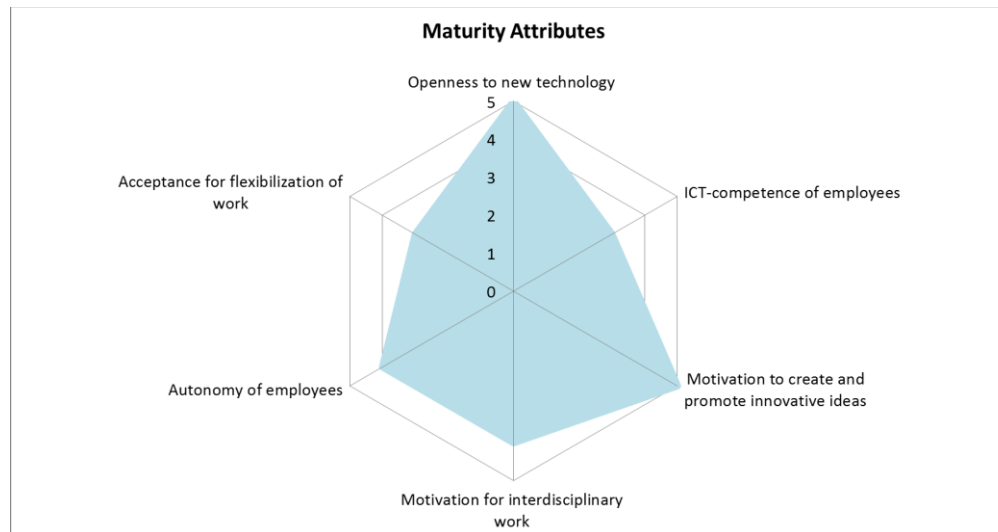 Maturity Attributes
Openness to new technology
5
4
3
2
1
0
Acceptance for flexibilization of
work
ICT-competence of employees
Autonomy of employees
Motivation to create and
promote innovative ideas
Motivation for interdisciplinary
work